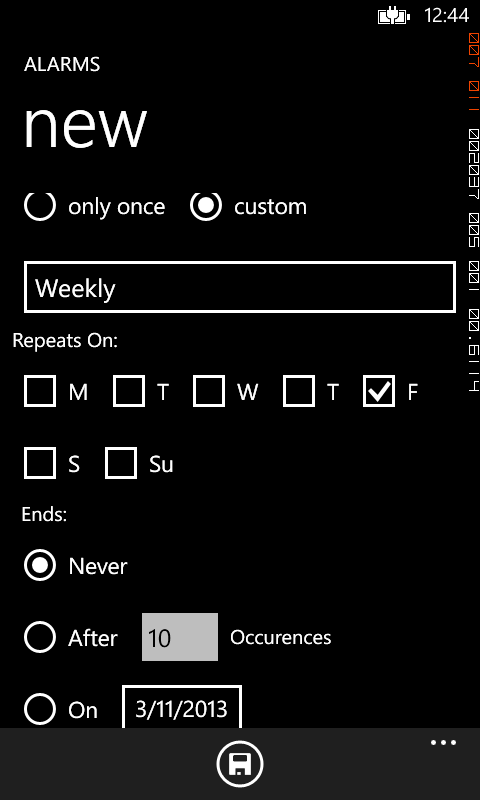 12:44
ALARMS
new
only once custom
Weekly
Repeats On:
M T W T F
S Su
Ends:
Never
After 10 Occurences
On 3/11/2013